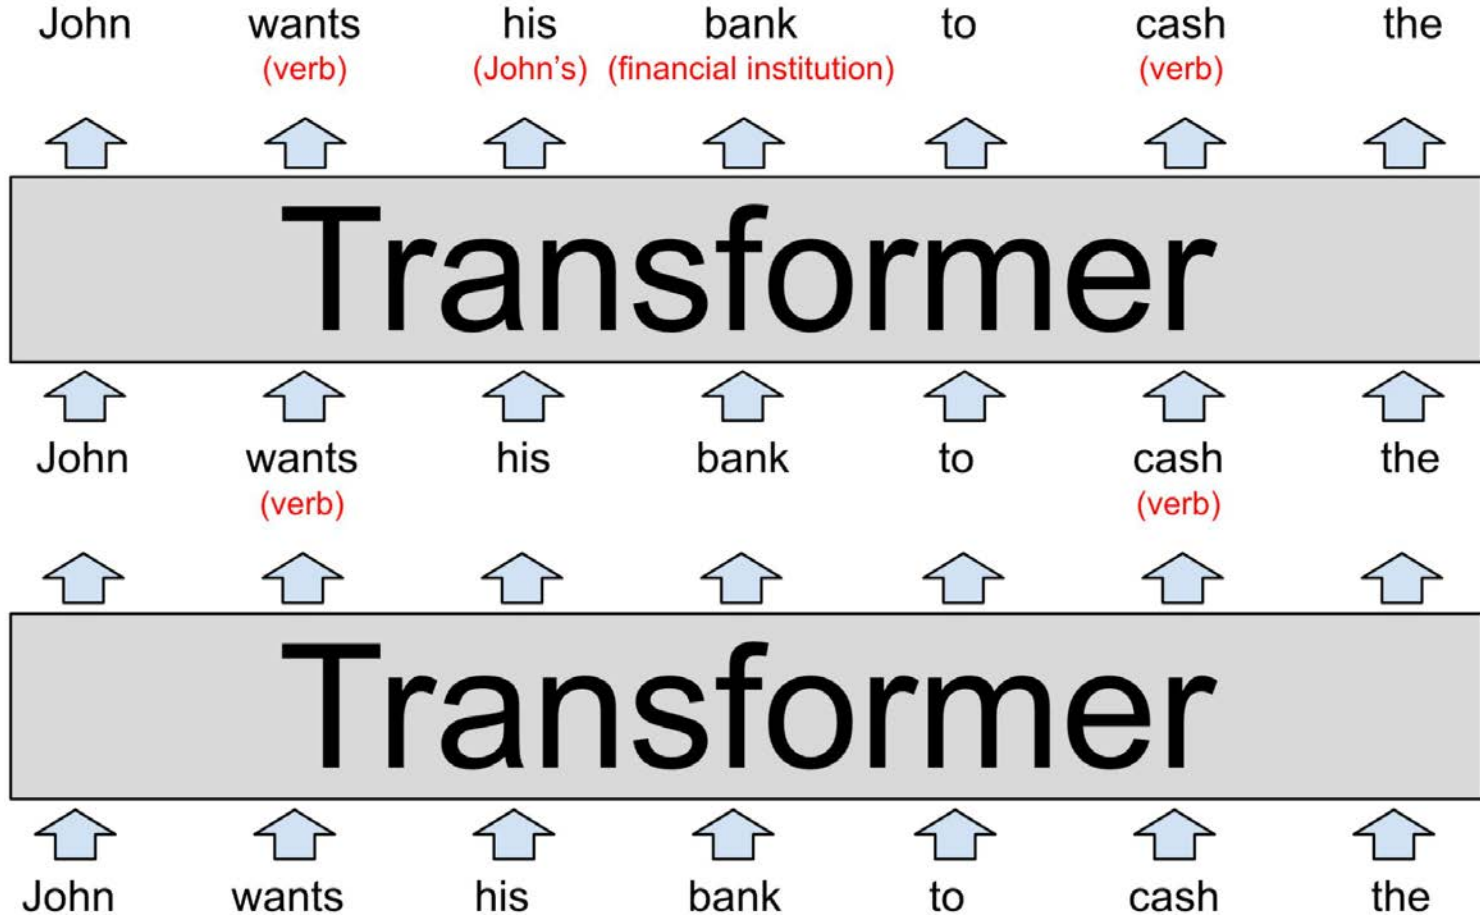 John wants his bank to cash the
(verb) (John's) (financial institution) (verb)
Transformer
John wants his bank to cash the
(verb) (verb)
Transformer
John wants his bank to cash the